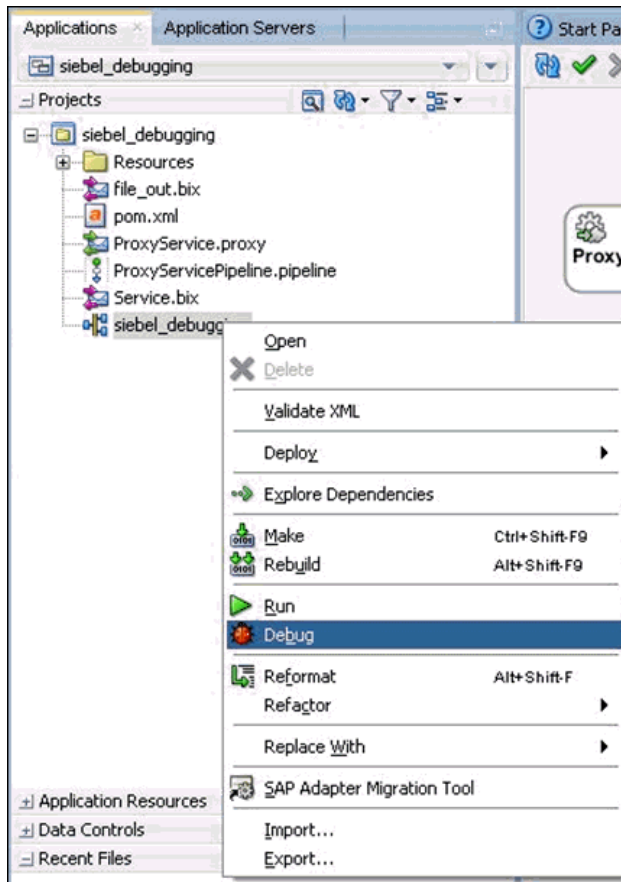 Applications
Application Servers
Start Pa
siebel_debugging
Projects
siebel_debugging
Resources
file_out.bix
pom.xml
ProxyService.proxy
Proxy
ProxyServicePipeline.pipeline
Service.bix
siebel_debugg
Open
Delete
Validate XML
Deploy
Explore Dependencies
Make Ctrl+Shift-F9
Rebuild Alt+Shift-F9
Run
Debug
Reformat Alt+Shift-F
Refactor
Replace With
SAP Adapter Migration Tool
Application Resources
Data Controls
Import...
Recent Files
Export...